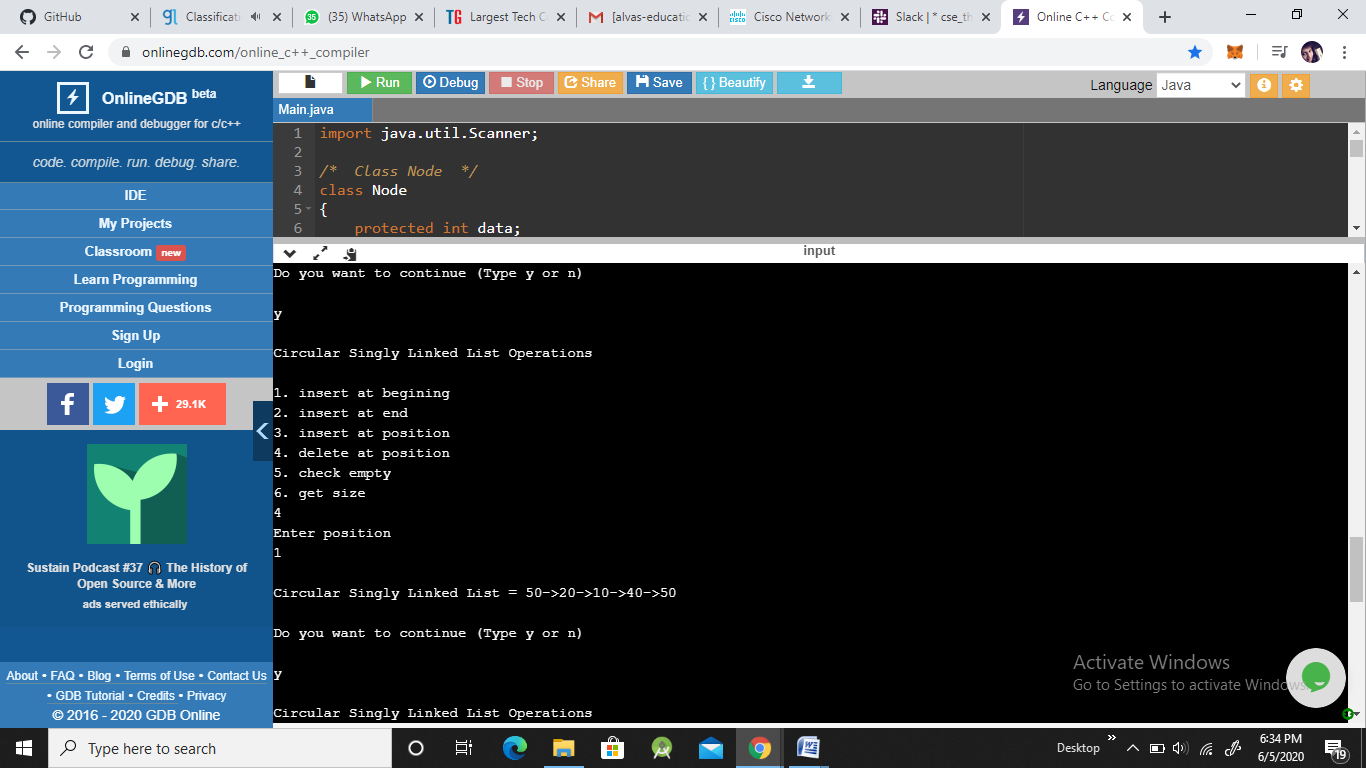 GitHub
Classificati
(35) WhatsApp
Largest Tech C
[alvas-educatio
Cisco Network
Slack | * cse_th
Online C++ Co
onlinegdb.com/online_c++_compiler
OnlineGDB beta
online compiler and debugger for c/c++
code. compile. run. debug. share.
IDE
My Projects
Classroom new
Learn Programming
Programming Questions
Sign Up
Login
29.1K
Sustain Podcast #37 🎧 The History of
Open Source & More
ads served ethically
About • FAQ • Blog • Terms of Use • Contact Us
• GDB Tutorial • Credits • Privacy
© 2016 - 2020 GDB Online
Run Debug Stop Share Save { } Beautify
Language Java
Main.java
1 import java.util.Scanner;
2
3 /*  Class Node  */
4 class Node
5 {
6     protected int data;
input
Do you want to continue (Type y or n)
y
Circular Singly Linked List Operations
1. insert at begining
2. insert at end
3. insert at position
4. delete at position
5. check empty
6. get size
4
Enter position
1
Circular Singly Linked List = 50->20->10->40->50
Do you want to continue (Type y or n)
y
Circular Singly Linked List Operations
Activate Windows
Go to Settings to activate Windows.
Type here to search
Desktop
6:34 PM
6/5/2020
19